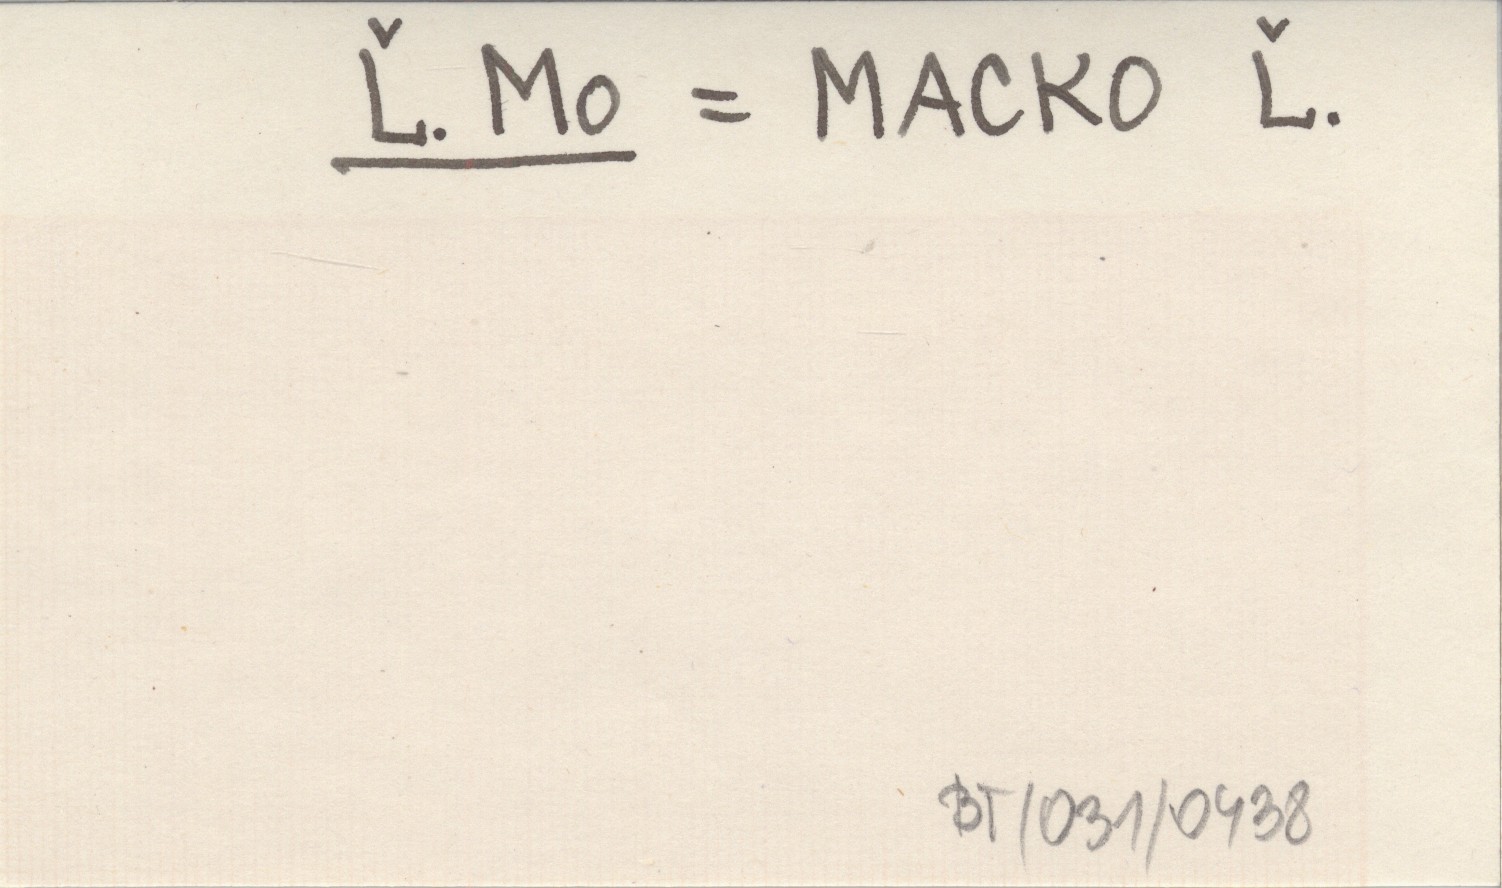 Ľ. Mo = MACKO Ľ.
BT/031/0438